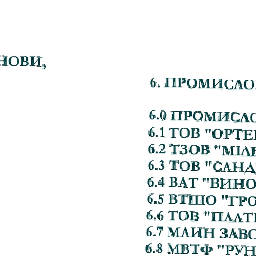 НОВИ,
6. ПРОМИСЛО
6.0 ПРОМИСЛО
6.1 ТОВ "ОРТЕ
6.2 ТЗОВ "МІЛ
6.3 ТОВ "САНД
6.4 ВАТ "ВИНО
6.5 ВТШО "ГРО
6.6 ТОВ "ПАЛТ
6.7 МЛИН ЗАВО
6.8 МВТФ "РУН